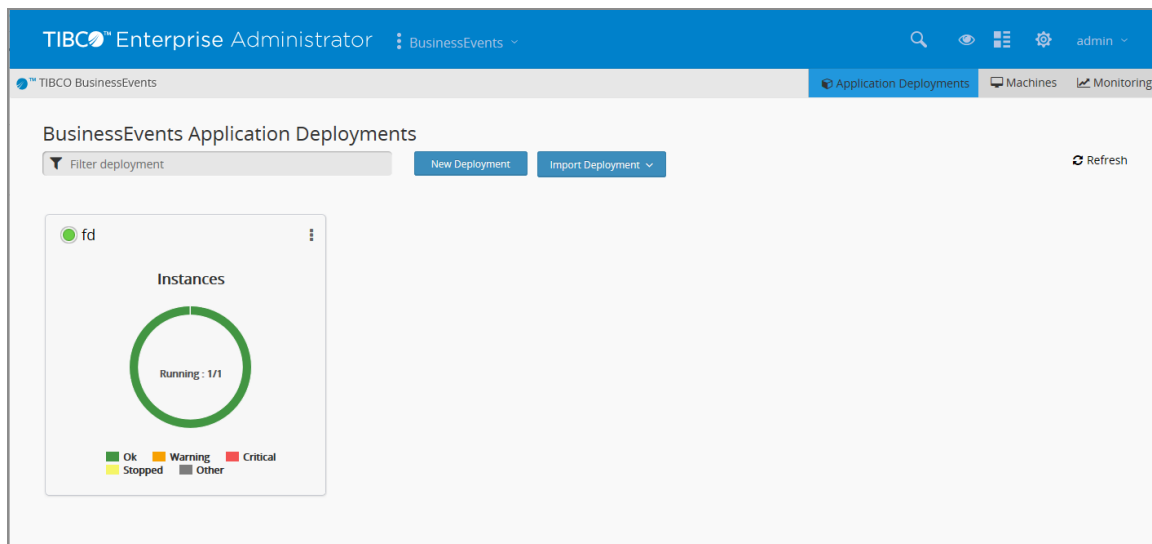 TIBCO™ Enterprise Administrator BusinessEvents admin
™ TIBCO BusinessEvents Application Deployments Machines Monitoring
BusinessEvents Application Deployments
Filter deployment New Deployment Import Deployment Refresh
fd
Instances
Running : 1/1
Ok Warning Critical
Stopped Other